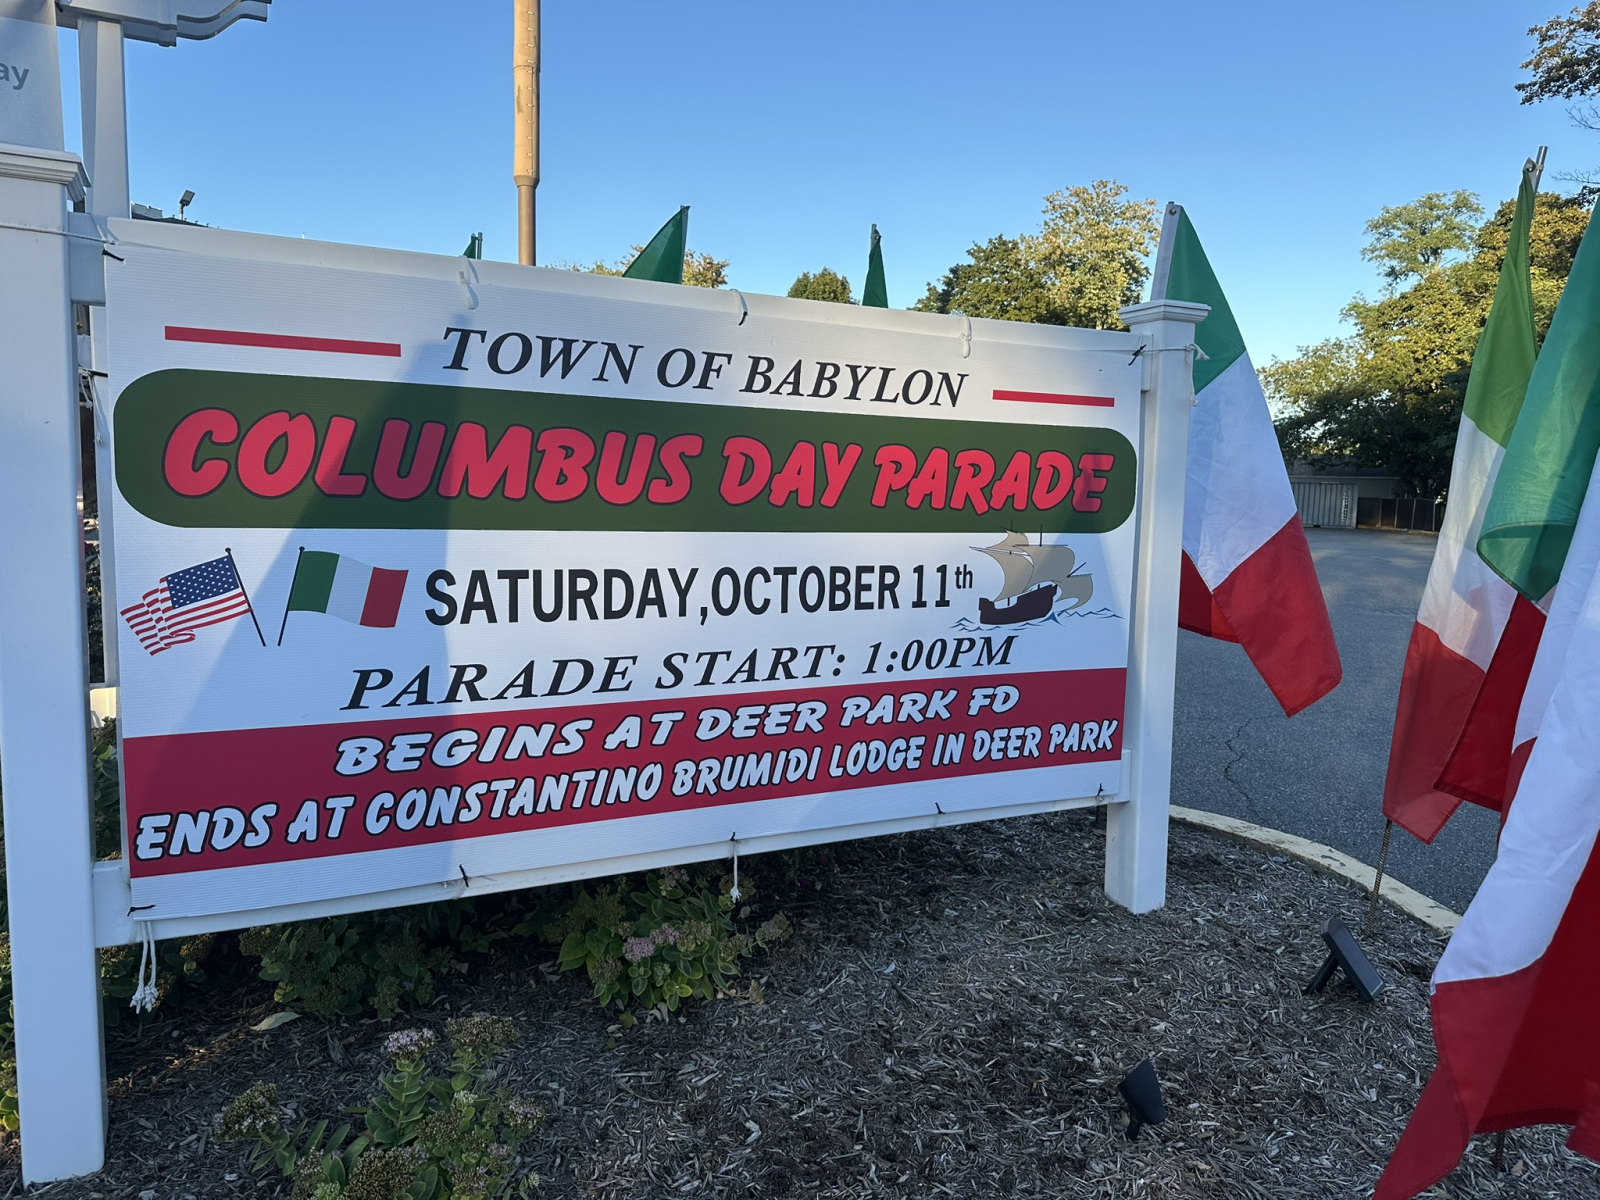 ay
TOWN OF BABYLON
COLUMBUS DAY PARADE
SATURDAY, OCTOBER 11th
PARADE START: 1:00PM
BEGINS AT DEER PARK FD
ENDS AT CONSTANTINO BRUMIDI LODGE IN DEER PARK